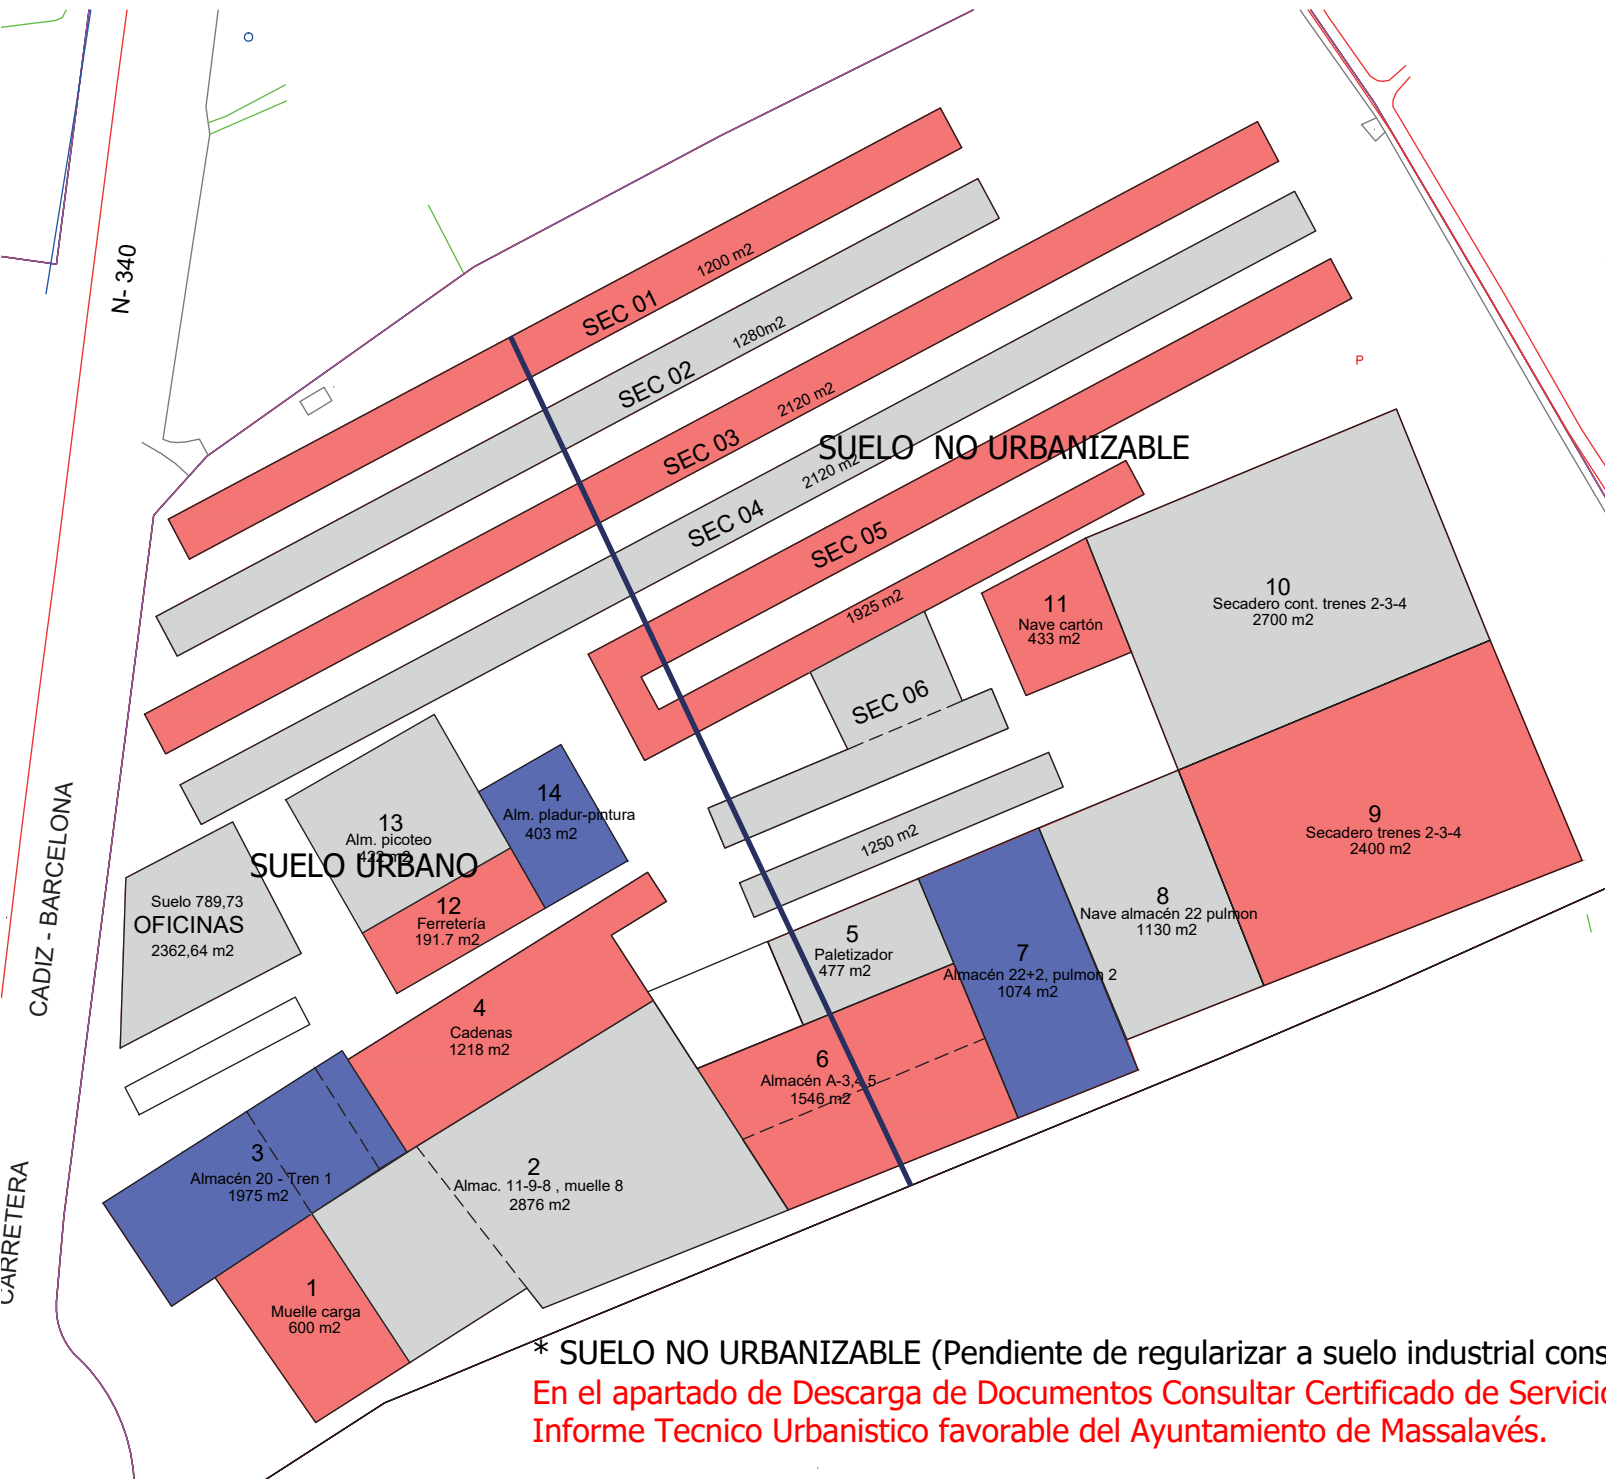 N- 340
SEC 01
1200 m2
SEC 02
1280m2
SEC 03
2120 m2
SUELO NO URBANIZABLE
SEC 04
2120 m2
SEC 05
1925 m2
P
SEC 06
1250 m2
11
Nave cartón
433 m2
10
Secadero cont. trenes 2-3-4
2700 m2
9
Secadero trenes 2-3-4
2400 m2
14
Alm. pladur-pintura
403 m2
13
Alm. picoteo
422 m2
SUELO URBANO
12
Ferretería
191.7 m2
Suelo 789,73
OFICINAS
2362,64 m2
CADIZ - BARCELONA
CARRETERA
8
Nave almacén 22 pulmon
1130 m2
7
Almacén 22+2, pulmon 2
1074 m2
5
Paletizador
477 m2
6
Almacén A-3,4,5
1546 m2
4
Cadenas
1218 m2
3
Almacén 20 - Tren 1
1975 m2
2
Almac. 11-9-8 , muelle 8
2876 m2
1
Muelle carga
600 m2
* SUELO NO URBANIZABLE (Pendiente de regularizar a suelo industrial cons
En el apartado de Descarga de Documentos Consultar Certificado de Servicio
Informe Tecnico Urbanistico favorable del Ayuntamiento de Massalavés.